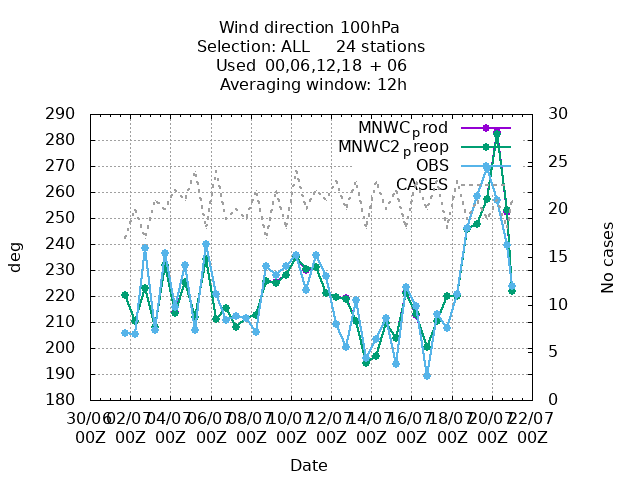 Wind direction 100hPa
Selection: ALL 24 stations
Used 00,06,12,18 + 06
Averaging window: 12h
290 30
280
270 25
260
250 20
240
230 15
220 10
210
200 5
190
180 0
MNWCprod
MNWC2preop
OBS
CASES
deg
No cases
30/06 02/07 04/07 06/07 08/07 10/07 12/07 14/07 16/07 18/07 20/07 22/07
00Z 00Z 00Z 00Z 00Z 00Z 00Z 00Z 00Z 00Z 00Z 00Z
Date